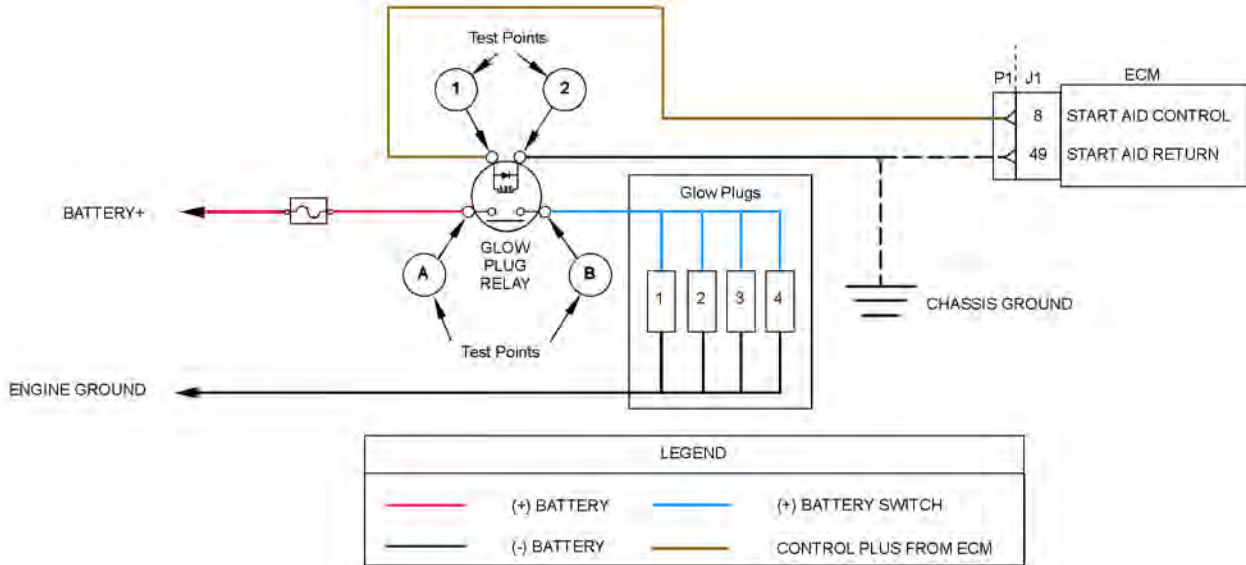 Test Points
1 2
P1 J1 ECM
8 START AID CONTROL
49 START AID RETURN
Glow Plugs
BATTERY+
GLOW
PLUG
RELAY
A B
1 2 3 4
CHASSIS GROUND
Test Points
ENGINE GROUND
LEGEND
(+) BATTERY (+) BATTERY SWITCH
(-) BATTERY CONTROL PLUS FROM ECM